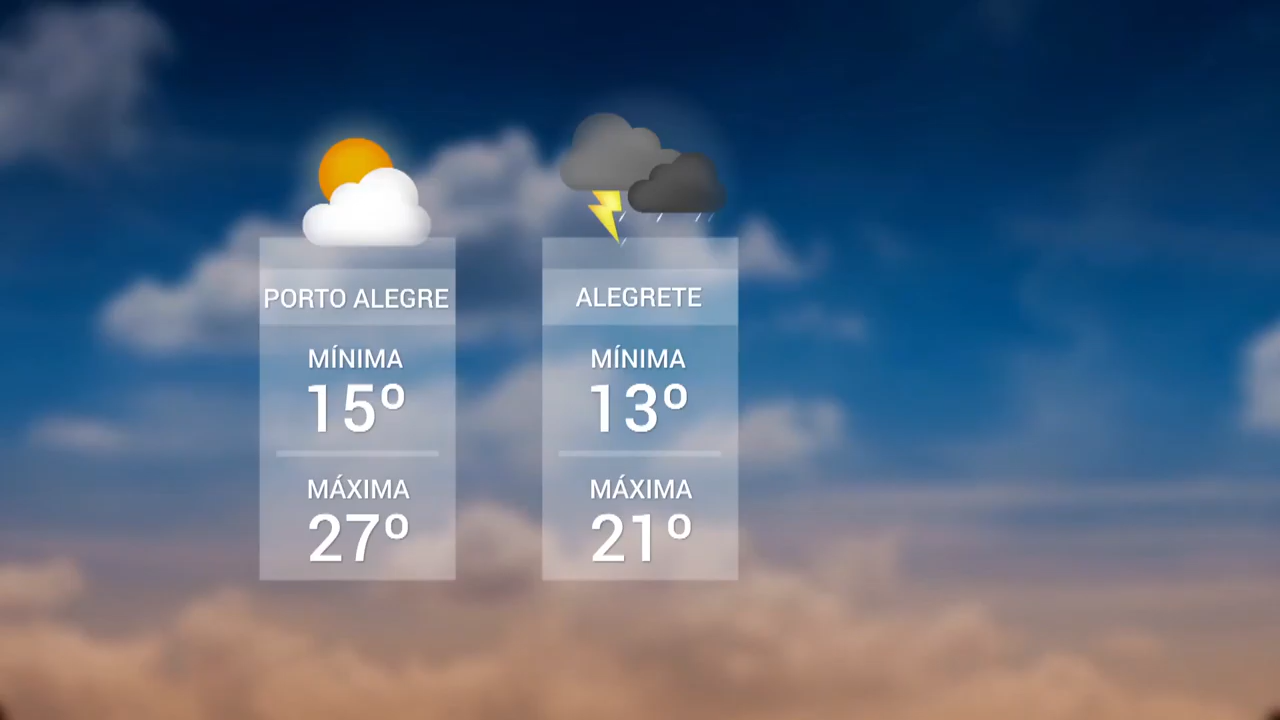 PORTO ALEGRE
MÍNIMA
15º
MÁXIMA
27º
ALEGRETE
MÍNIMA
13º
MÁXIMA
21º